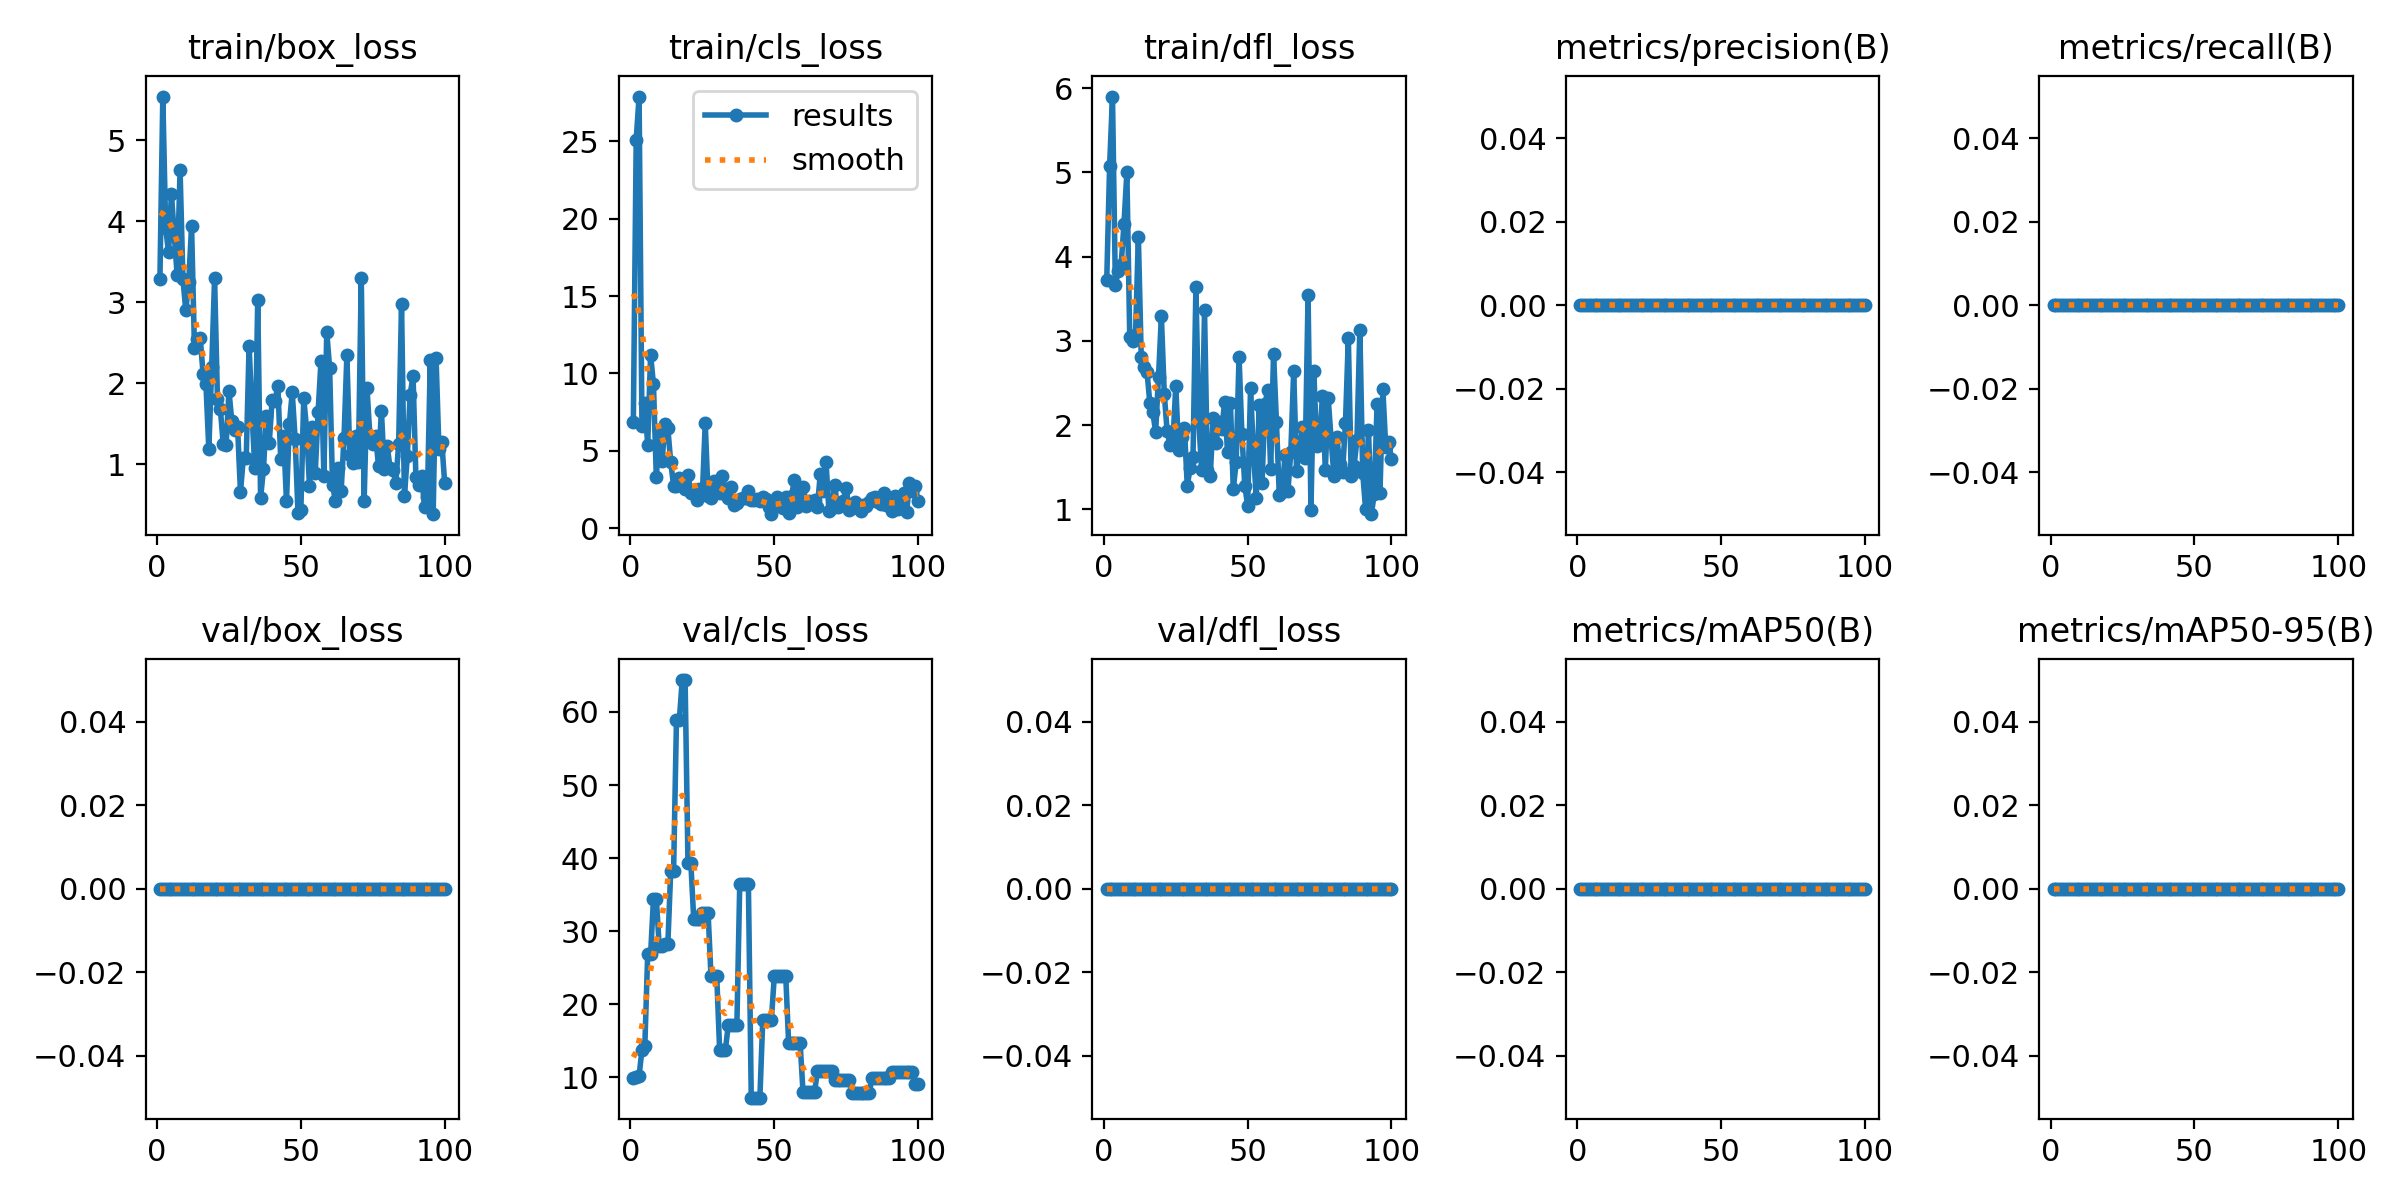 train/box_loss
train/cls_loss
train/dfl_loss
metrics/precision(B)
metrics/recall(B)
5
4
3
2
1
0 50 100
results
smooth
25
20
15
10
5
0
0 50 100
6
5
4
3
2
1
0 50 100
0.04
0.02
0.00
−0.02
−0.04
0 50 100
0.04
0.02
0.00
−0.02
−0.04
0 50 100
val/box_loss
val/cls_loss
val/dfl_loss
metrics/mAP50(B)
metrics/mAP50-95(B)
0.04
0.02
0.00
−0.02
−0.04
0 50 100
60
50
40
30
20
10
0 50 100
0.04
0.02
0.00
−0.02
−0.04
0 50 100
0.04
0.02
0.00
−0.02
−0.04
0 50 100
0.04
0.02
0.00
−0.02
−0.04
0 50 100